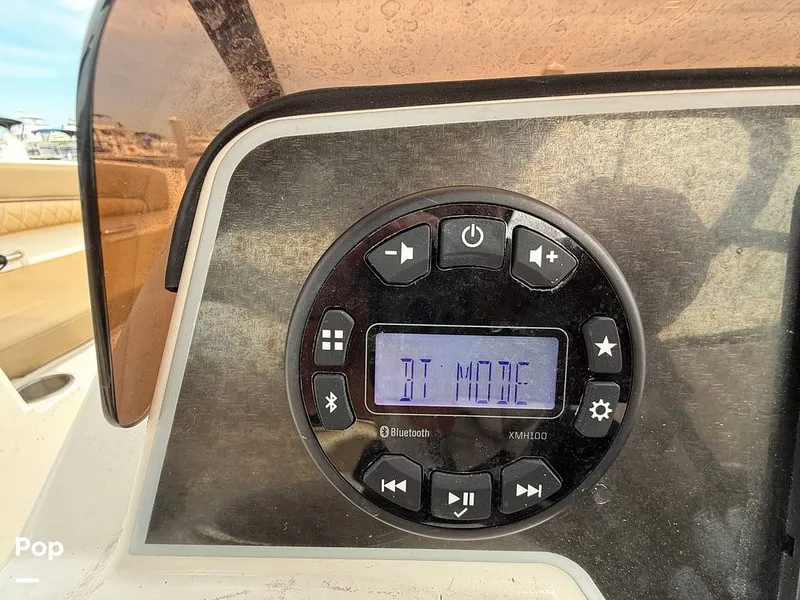 BT MODE
Bluetooth
XMH100
Pop